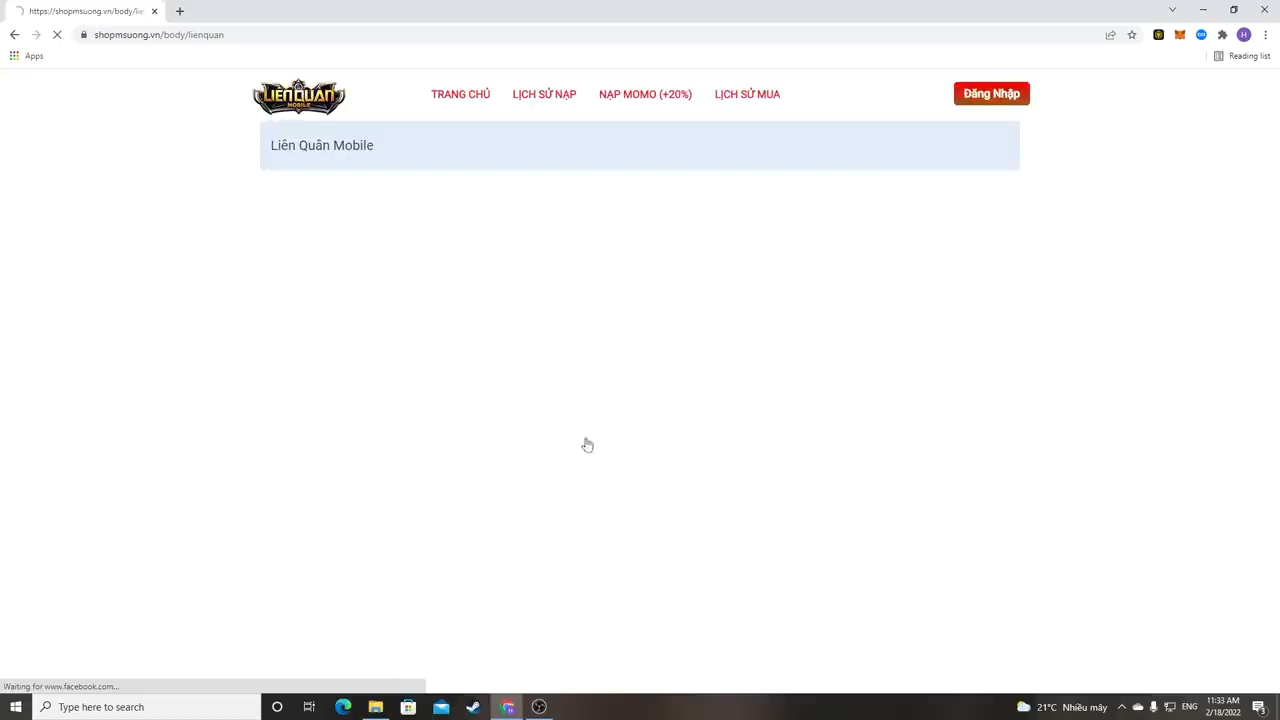 https://shopmsuong.vn/body/lie
shopmsuong.vn/body/lienquan
H
Apps
Reading list
LIÊN QUÂN
MOBILE
TRANG CHỦ
LỊCH SỬ NẠP
NẠP MOMO (+20%)
LỊCH SỬ MUA
Đăng Nhập
Liên Quân Mobile
Waiting for www.facebook.com...
Type here to search
21°C Nhiều mây
ENG
11:33 AM
2/18/2022